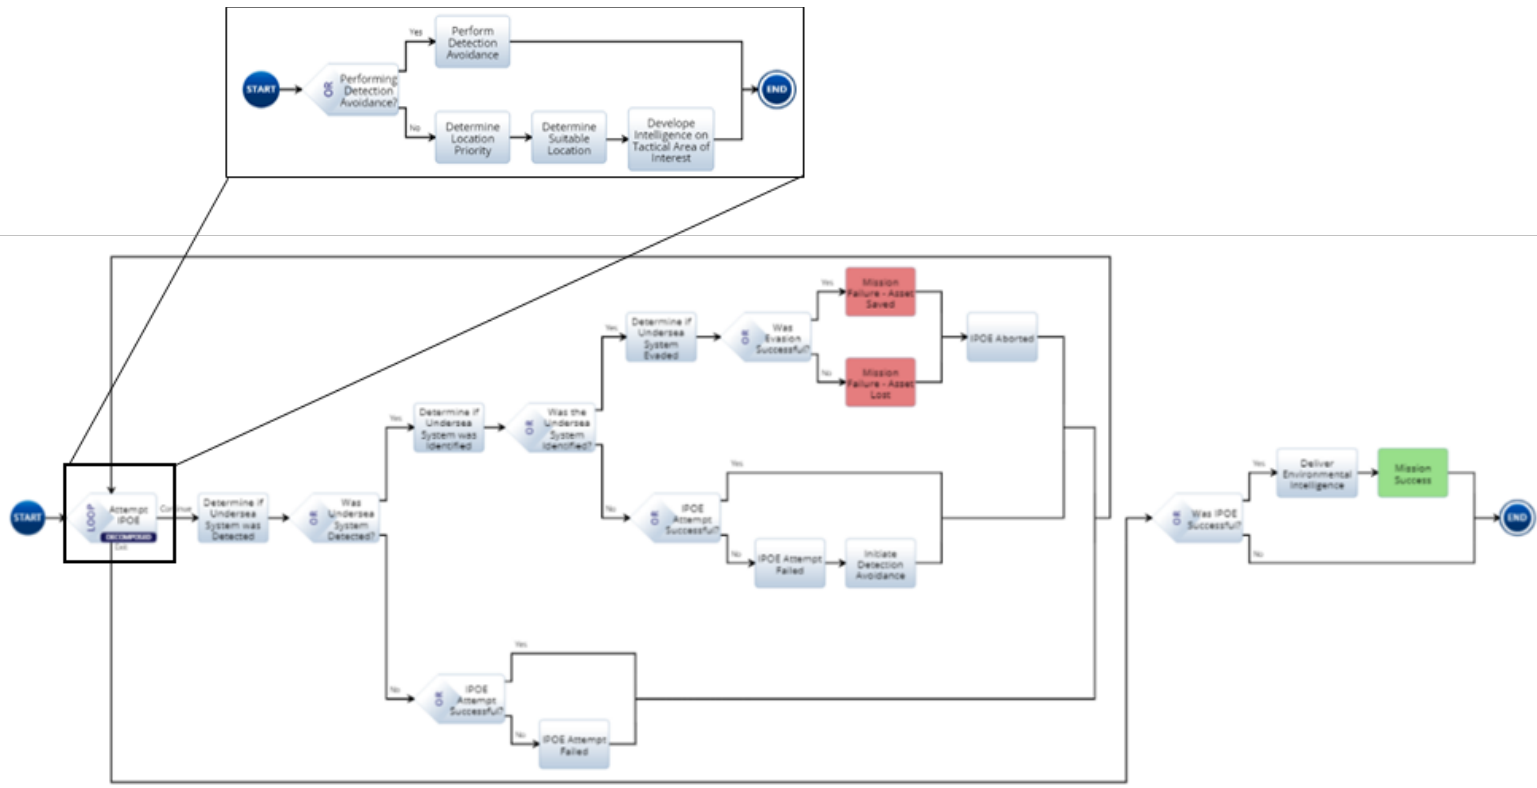 Yes
Perform
Detection
Avoidance
START
OR
Performing
Detection
Avoidance?
END
No
Determine
Location
Priority
Determine
Suitable
Location
Develope
Intelligence on
Tactical Area of
Interest
Yes
Mission
Failure - Asset
Saved
Yes
Determine if
Undersea
System
Evaded
OR
Was
Evasion
Successful?
IPOE Aborted
No
Mission
Failure - Asset
Lost
Yes
Determine if
Undersea
System was
Identified
OR
Was the
Undersea
System
Identified?
START
LOOP
Attempt
IPOE
DECOMPOSED
Continue
Exit
Determine if
Undersea
System was
Detected
OR
Was
Undersea
System
Detected?
No
OR
IPOE
Attempt
Successful?
Yes
No
IPOE Attempt
Failed
Initiate
Detection
Avoidance
OR
Was IPOE
Successful?
Yes
Deliver
Environmental
Intelligence
Mission
Success
No
END
No
OR
IPOE
Attempt
Successful?
Yes
No
IPOE Attempt
Failed